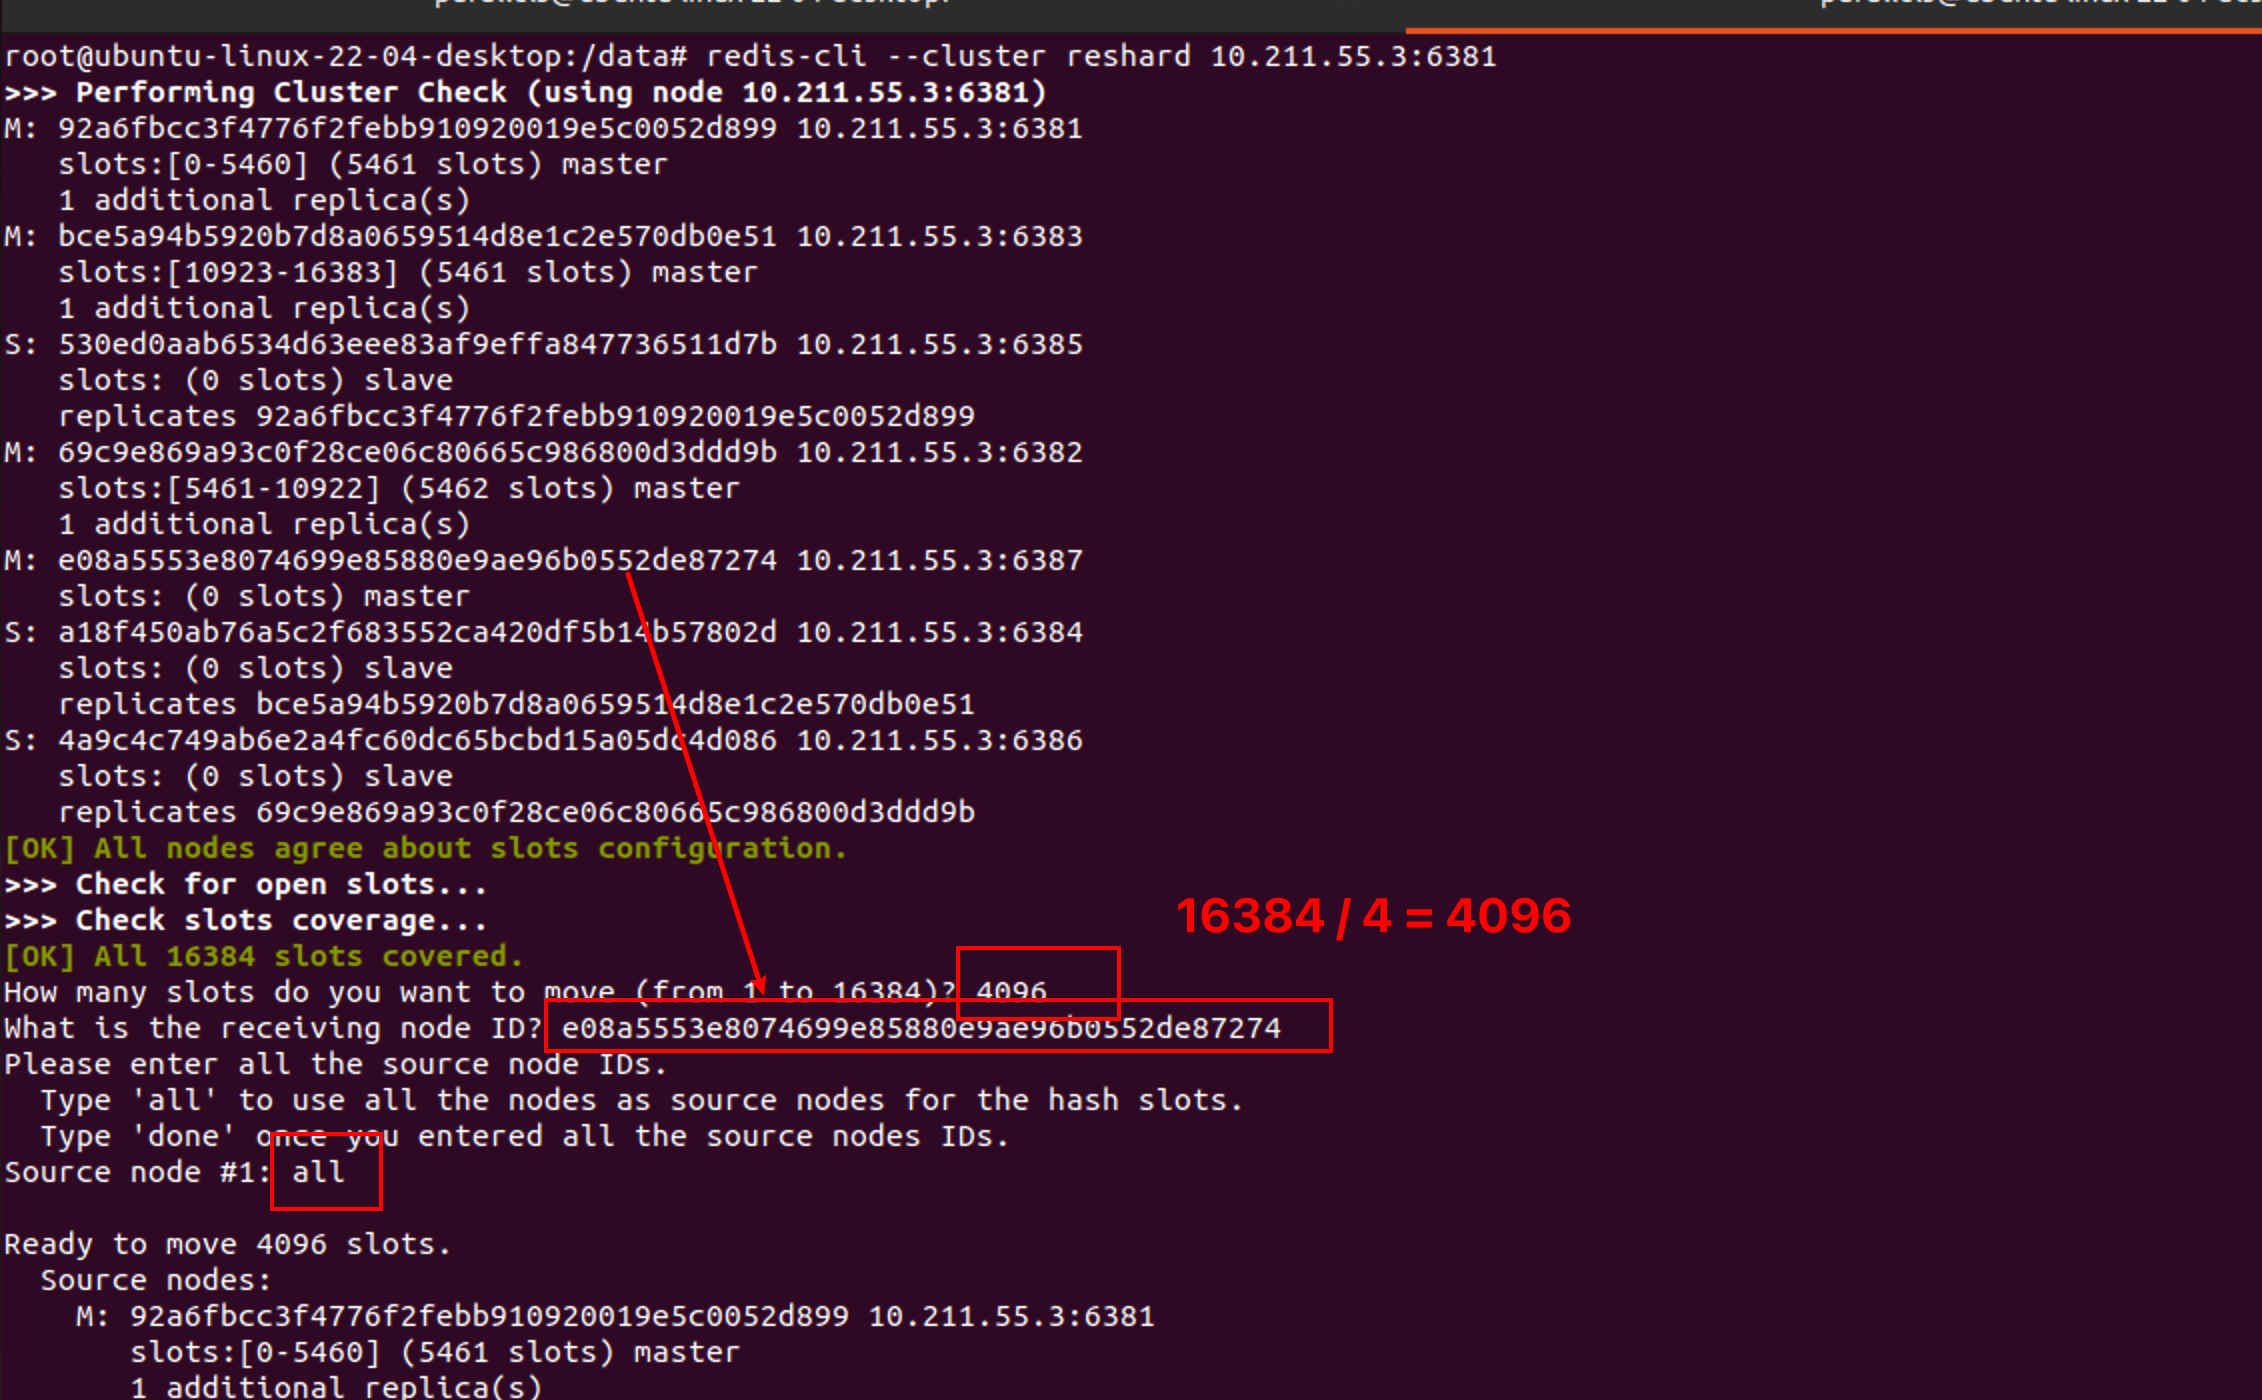 root@ubuntu-linux-22-04-desktop:/data# redis-cli --cluster reshard 10.211.55.3:6381
>>> Performing Cluster Check (using node 10.211.55.3:6381)
M: 92a6fbcc3f4776f2febb910920019e5c0052d899 10.211.55.3:6381
   slots:[0-5460] (5461 slots) master
   1 additional replica(s)
M: bce5a94b5920b7d8a0659514d8e1c2e570db0e51 10.211.55.3:6383
   slots:[10923-16383] (5461 slots) master
   1 additional replica(s)
S: 530ed0aab6534d63eee83af9effa847736511d7b 10.211.55.3:6385
   slots: (0 slots) slave
   replicates 92a6fbcc3f4776f2febb910920019e5c0052d899
M: 69c9e869a93c0f28ce06c80665c986800d3ddd9b 10.211.55.3:6382
   slots:[5461-10922] (5462 slots) master
   1 additional replica(s)
M: e08a5553e8074699e85880e9ae96b0552de87274 10.211.55.3:6387
   slots: (0 slots) master
S: a18f450ab76a5c2f683552ca420df5b14b57802d 10.211.55.3:6384
   slots: (0 slots) slave
   replicates bce5a94b5920b7d8a0659514d8e1c2e570db0e51
S: 4a9c4c749ab6e2a4fc60dc65bcbd15a05dc4d086 10.211.55.3:6386
   slots: (0 slots) slave
   replicates 69c9e869a93c0f28ce06c80665c986800d3ddd9b
[OK] All nodes agree about slots configuration.
>>> Check for open slots...
>>> Check slots coverage...
16384 / 4 = 4096
[OK] All 16384 slots covered.
How many slots do you want to move (from 1 to 16384)? 4096
What is the receiving node ID? e08a5553e8074699e85880e9ae96b0552de87274
Please enter all the source node IDs.
  Type 'all' to use all the nodes as source nodes for the hash slots.
  Type 'done' once you entered all the source nodes IDs.
Source node #1: all
Ready to move 4096 slots.
  Source nodes:
    M: 92a6fbcc3f4776f2febb910920019e5c0052d899 10.211.55.3:6381
       slots:[0-5460] (5461 slots) master
       1 additional replica(s)